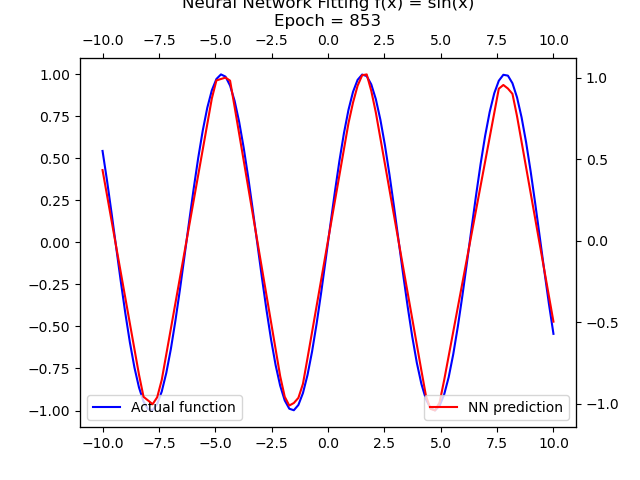 Neural Network Fitting f(x) = sin(x)
Epoch = 853
−10.0 −7.5 −5.0 −2.5 0.0 2.5 5.0 7.5 10.0
1.00
0.75
0.50
0.25
0.00
−0.25
−0.50
−0.75
−1.00
1.0
0.5
0.0
−0.5
−1.0
Actual function
NN prediction
−10.0 −7.5 −5.0 −2.5 0.0 2.5 5.0 7.5 10.0